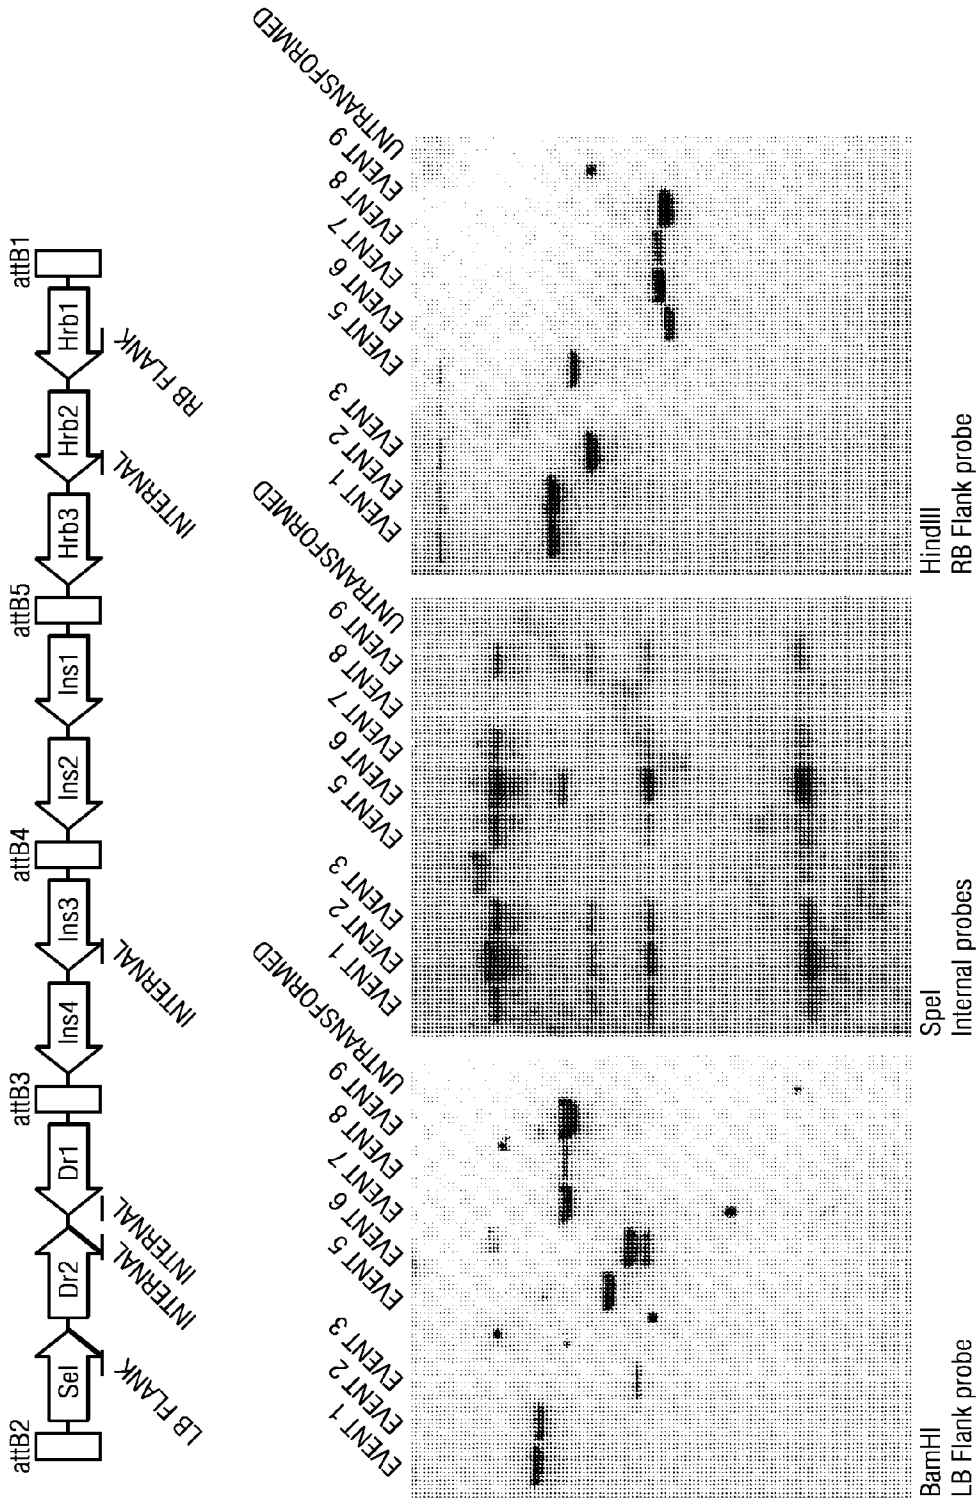 attB2
Sel
Dr2
Dr1
attB3
Ins4
Ins3
attB4
Ins2
Ins1
attB5
Hrb3
Hrb2
Hrb1
attB1
LB FLANK
INTERNAL
INTERNAL
INTERNAL
INTERNAL
RB FLANK
EVENT 1
EVENT 2
EVENT 3
EVENT 5
EVENT 6
EVENT 7
EVENT 8
EVENT 9
UNTRANSFORMED
BamHI
LB Flank probe
EVENT 1
EVENT 2
EVENT 3
EVENT 5
EVENT 6
EVENT 7
EVENT 8
EVENT 9
UNTRANSFORMED
SpeI
Internal probes
EVENT 1
EVENT 2
EVENT 3
EVENT 5
EVENT 6
EVENT 7
EVENT 8
EVENT 9
UNTRANSFORMED
HindIII
RB Flank probe